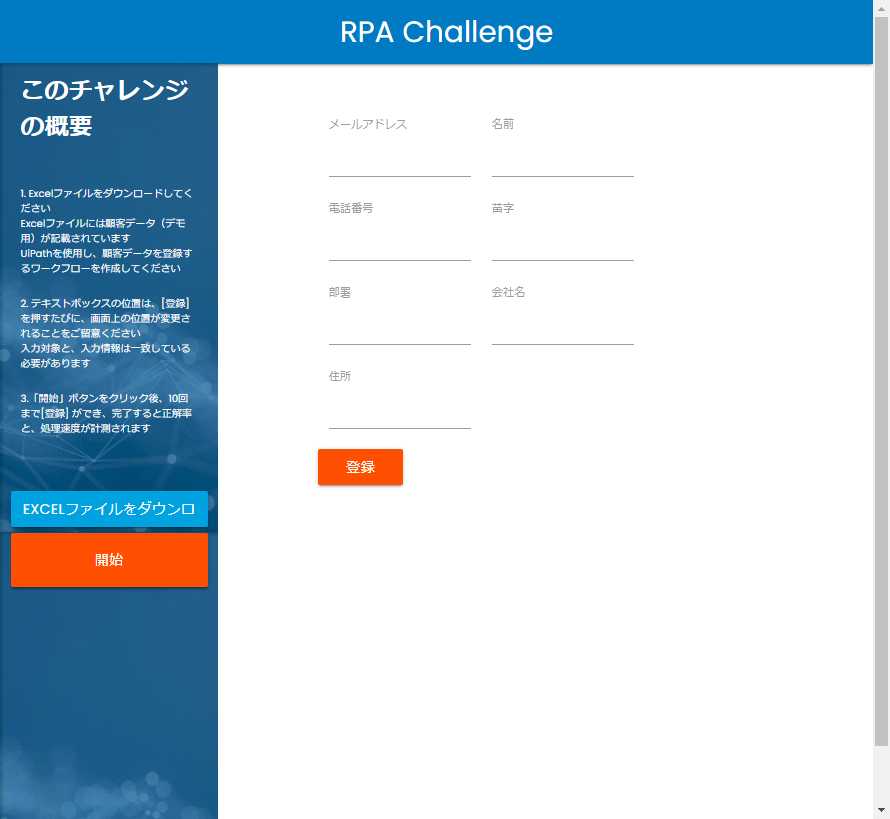 RPA Challenge
このチャレンジ
の概要
1. Excelファイルをダウンロードしてく
ださい
Excelファイルには顧客データ（デモ
用）が記載されています
UiPathを使用し、顧客データを登録す
るワークフローを作成してください
2. テキストボックスの位置は、[登録]
を押すたびに、画面上の位置が変更さ
れることをご留意ください
入力対象と、入力情報は一致している
必要があります
3.「開始」ボタンをクリック後、10回
まで[登録] ができ、完了すると正解率
と、処理速度が計測されます
EXCELファイルをダウンロ
開始
メールアドレス 名前
電話番号 苗字
部署 会社名
住所
登録